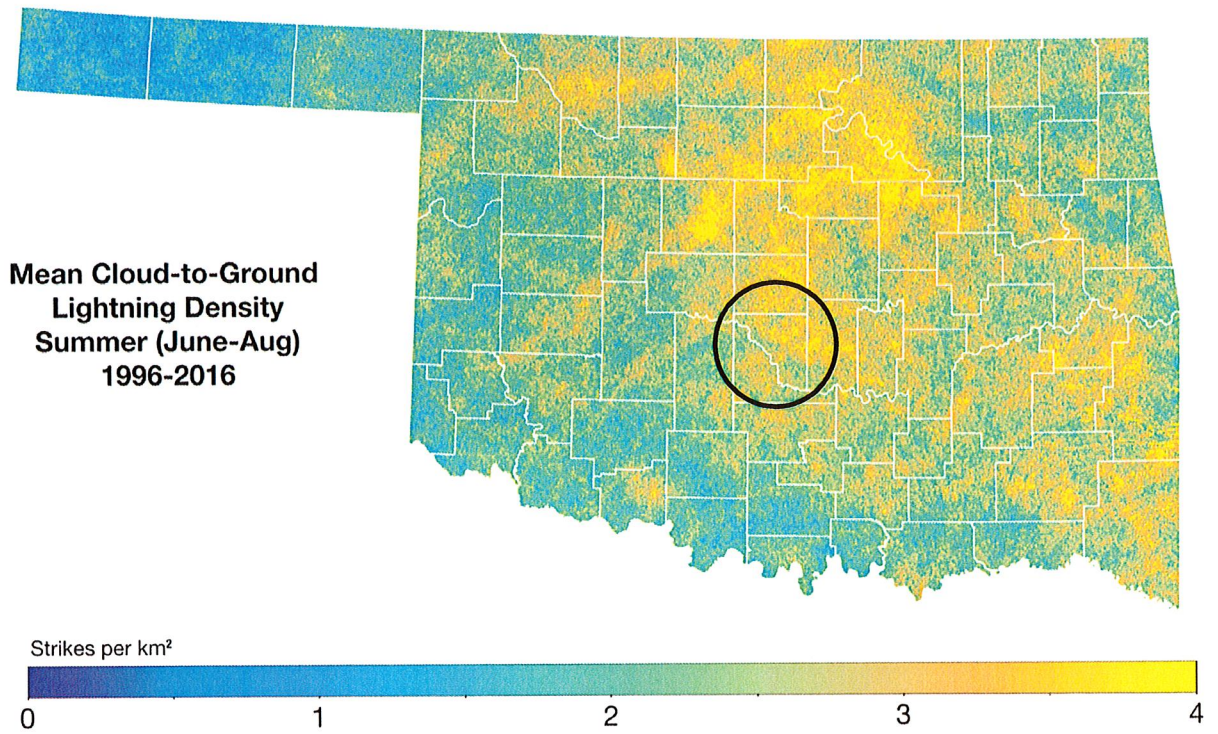 Mean Cloud-to-Ground
Lightning Density
Summer (June-Aug)
1996-2016
Strikes per km²
0 1 2 3 4